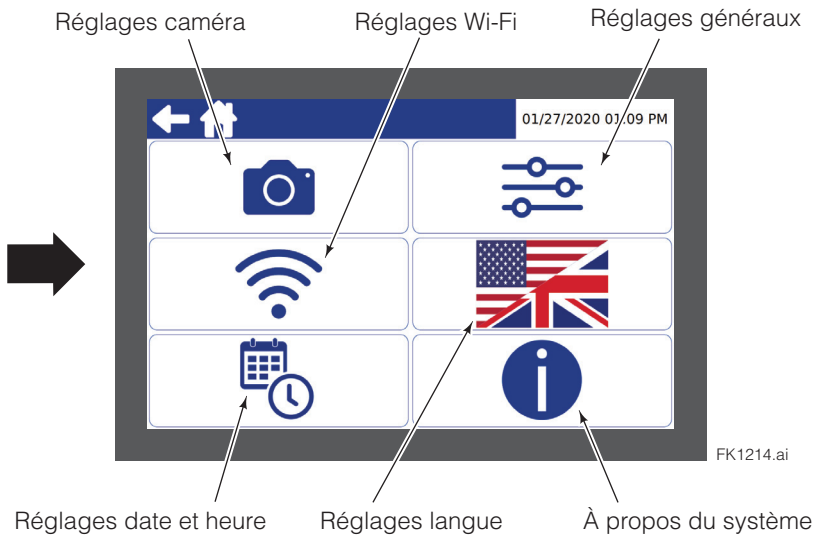 Réglages caméra
Réglages Wi-Fi
Réglages généraux
01/27/2020 01:09 PM
FK1214.ai
Réglages date et heure
Réglages langue
À propos du système